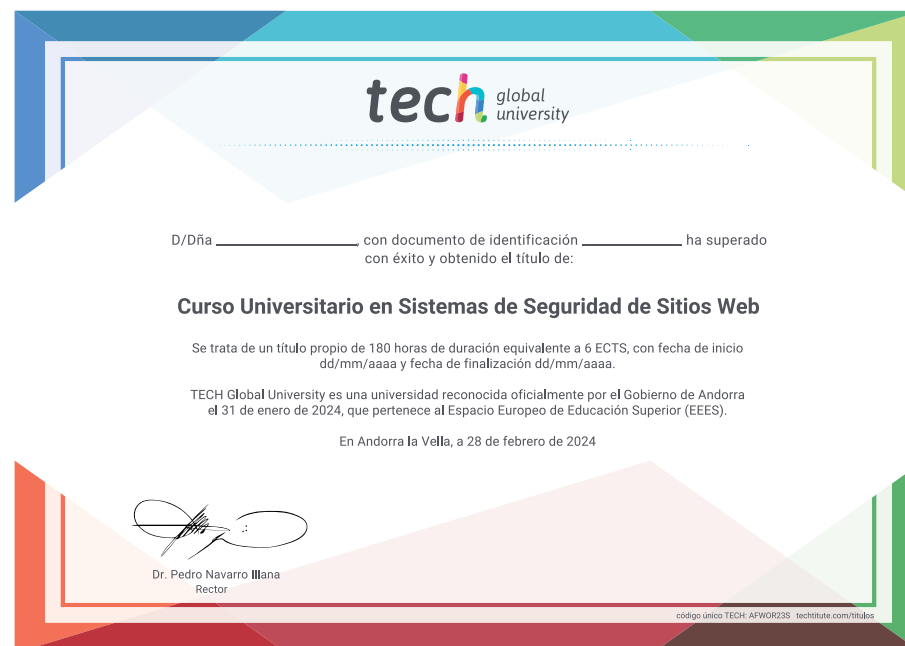 tech global university
D/Dña ____________, con documento de identificación ____________ ha superado
con éxito y obtenido el título de:
Curso Universitario en Sistemas de Seguridad de Sitios Web
Se trata de un título propio de 180 horas de duración equivalente a 6 ECTS, con fecha de inicio
dd/mm/aaaa y fecha de finalización dd/mm/aaaa.
TECH Global University es una universidad reconocida oficialmente por el Gobierno de Andorra
el 31 de enero de 2024, que pertenece al Espacio Europeo de Educación Superior (EEES).
En Andorra la Vella, a 28 de febrero de 2024
Dr. Pedro Navarro Illana
Rector
código único TECH: AFWOR23S techtitute.com/titulos